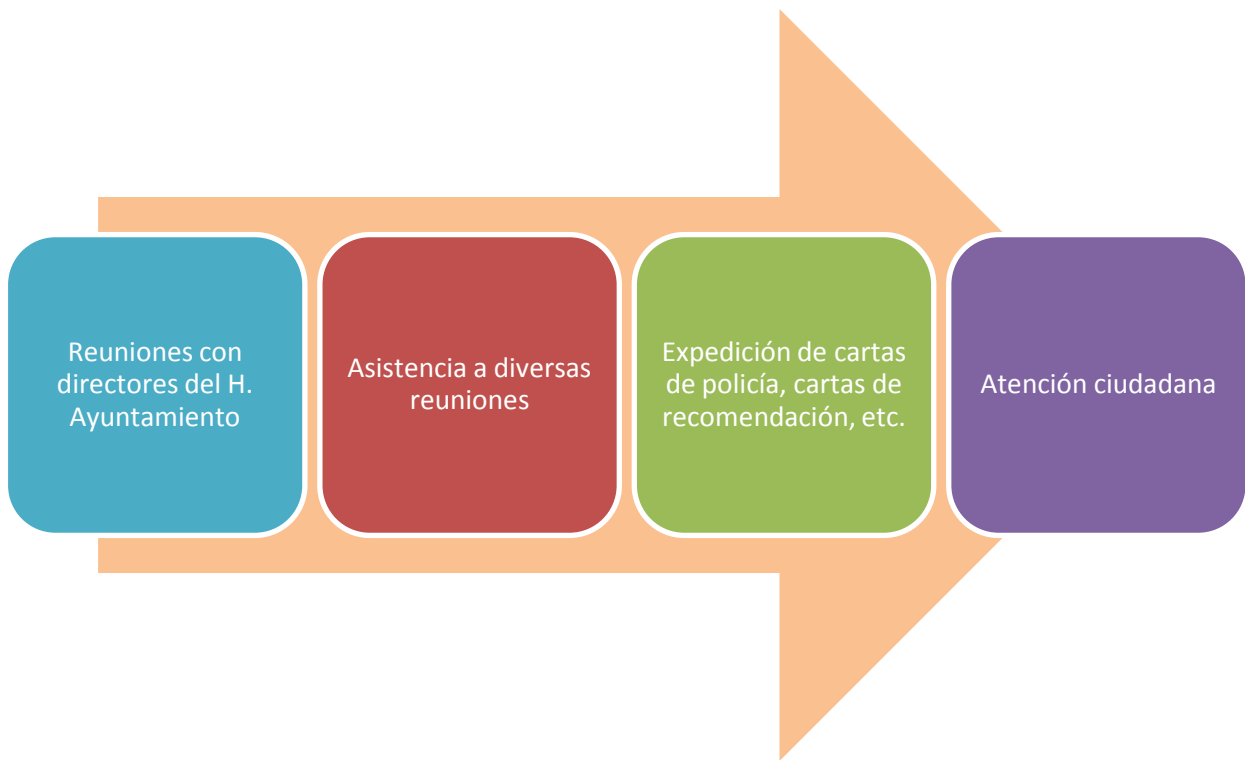 Reuniones con
directores del H.
Ayuntamiento
Asistencia a diversas
reuniones
Expedición de cartas
de policía, cartas de
recomendación, etc.
Atención ciudadana